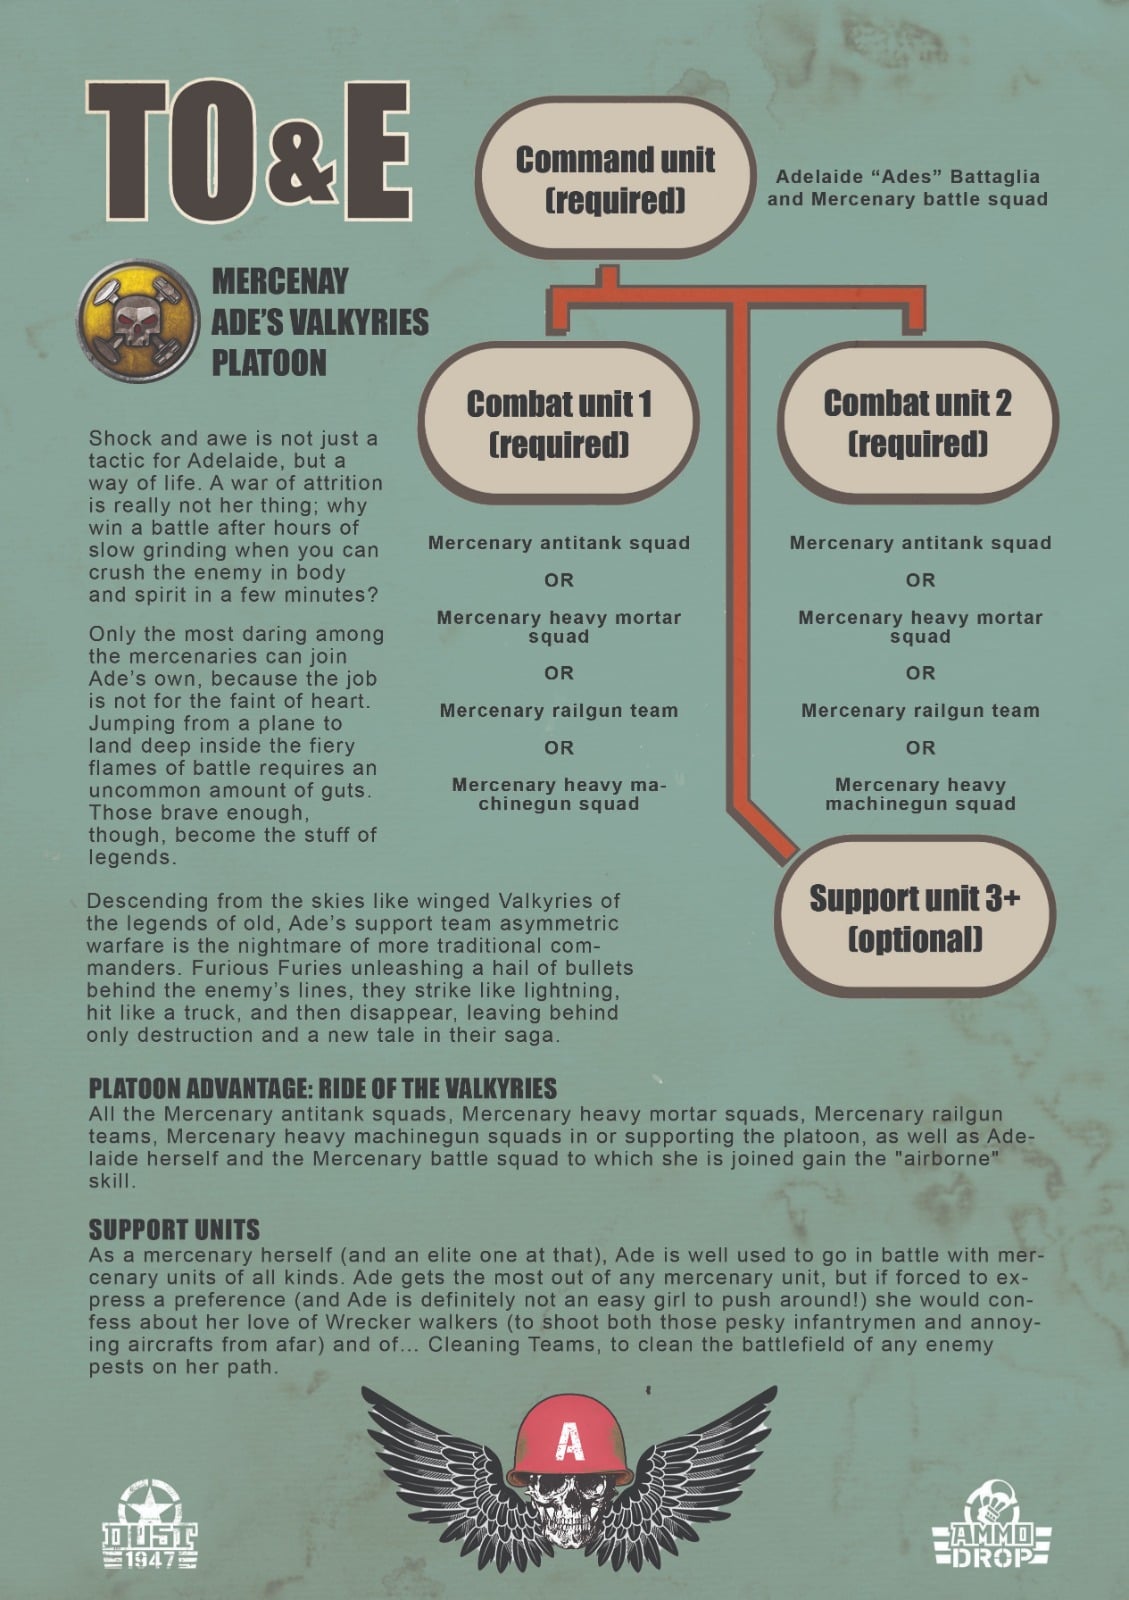 TO&E
MERCENAY
ADE'S VALKYRIES
PLATOON
Command unit
(required)
Adelaide “Ades” Battaglia
and Mercenary battle squad
Combat unit 1
(required)
Mercenary antitank squad
OR
Mercenary heavy mortar
squad
OR
Mercenary railgun team
OR
Mercenary heavy ma-
chinegun squad
Combat unit 2
(required)
Mercenary antitank squad
OR
Mercenary heavy mortar
squad
OR
Mercenary railgun team
OR
Mercenary heavy
machinegun squad
Support unit 3+
(optional)
Shock and awe is not just a
tactic for Adelaide, but a
way of life. A war of attrition
is really not her thing; why
win a battle after hours of
slow grinding when you can
crush the enemy in body
and spirit in a few minutes?
Only the most daring among
the mercenaries can join
Ade’s own, because the job
is not for the faint of heart.
Jumping from a plane to
land deep inside the fiery
flames of battle requires an
uncommon amount of guts.
Those brave enough,
though, become the stuff of
legends.
Descending from the skies like winged Valkyries of
the legends of old, Ade’s support team asymmetric
warfare is the nightmare of more traditional com-
manders. Furious Furies unleashing a hail of bullets
behind the enemy’s lines, they strike like lightning,
hit like a truck, and then disappear, leaving behind
only destruction and a new tale in their saga.
PLATOON ADVANTAGE: RIDE OF THE VALKYRIES
All the Mercenary antitank squads, Mercenary heavy mortar squads, Mercenary railgun
teams, Mercenary heavy machinegun squads in or supporting the platoon, as well as Ade-
laide herself and the Mercenary battle squad to which she is joined gain the "airborne"
skill.
SUPPORT UNITS
As a mercenary herself (and an elite one at that), Ade is well used to go in battle with mer-
cenary units of all kinds. Ade gets the most out of any mercenary unit, but if forced to ex-
press a preference (and Ade is definitely not an easy girl to push around!) she would con-
fess about her love of Wrecker walkers (to shoot both those pesky infantrymen and annoy-
ing aircrafts from afar) and of... Cleaning Teams, to clean the battlefield of any enemy
pests on her path.
A
DUST
1947
AMMO
DROP